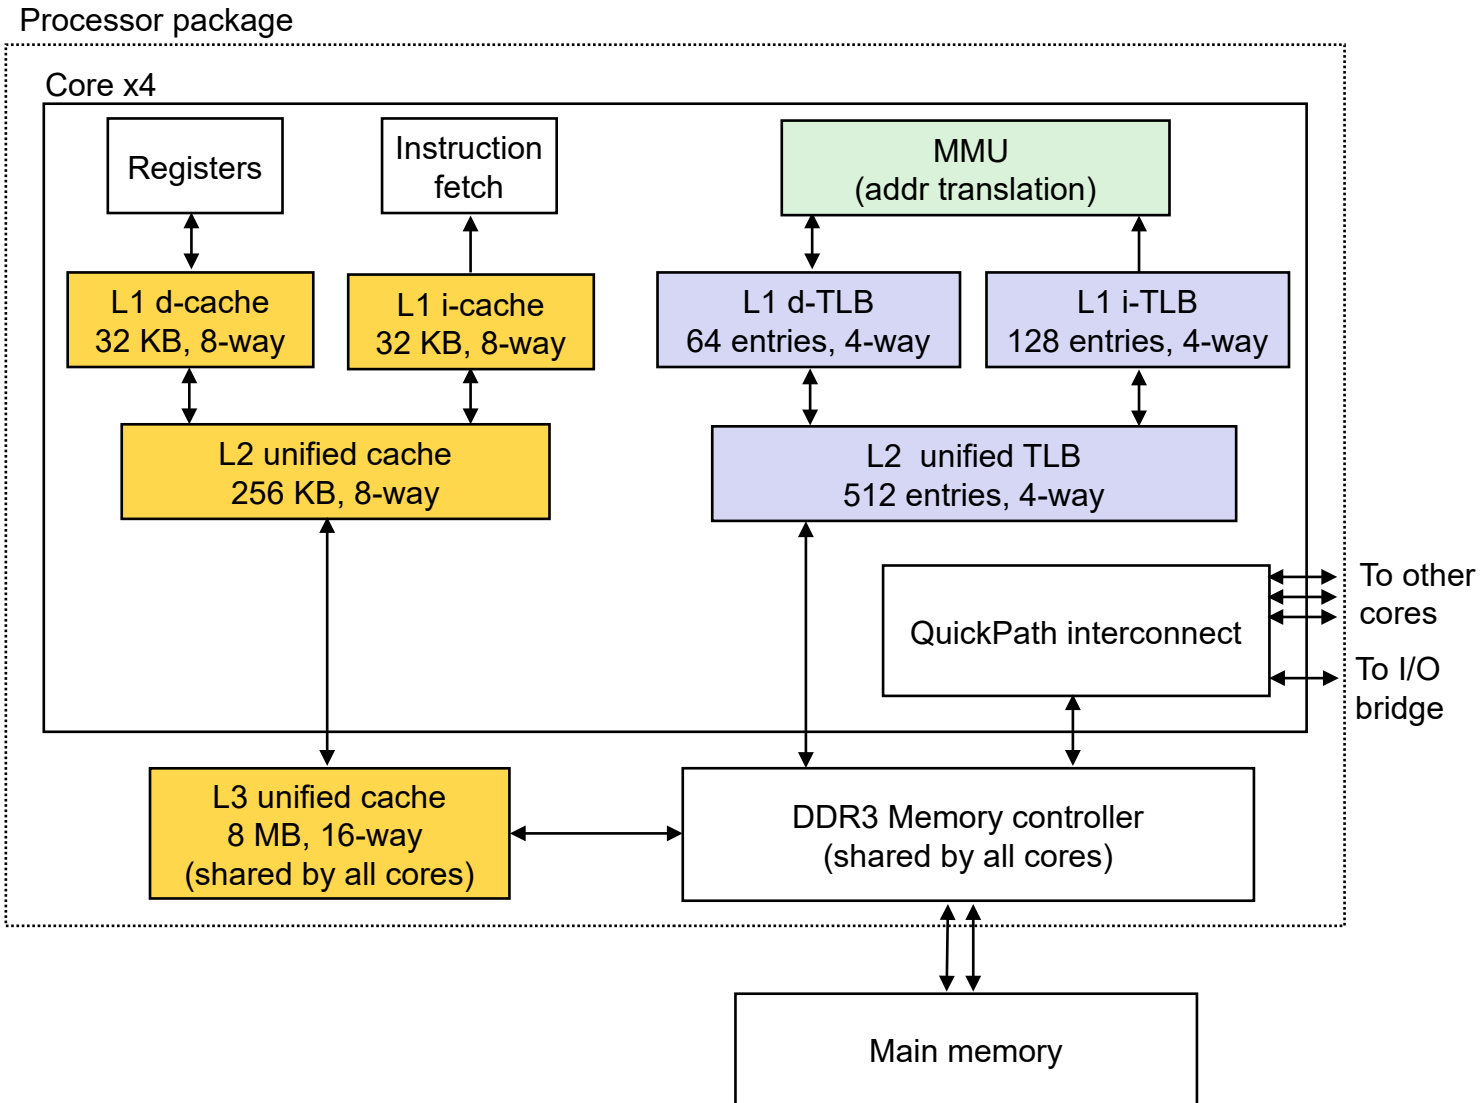 Processor package
Core x4
Registers
Instruction
fetch
MMU
(addr translation)
L1 d-cache
32 KB, 8-way
L1 i-cache
32 KB, 8-way
L1 d-TLB
64 entries, 4-way
L1 i-TLB
128 entries, 4-way
L2 unified cache
256 KB, 8-way
L2  unified TLB
512 entries, 4-way
QuickPath interconnect
To other
cores
To I/O
bridge
L3 unified cache
8 MB, 16-way
(shared by all cores)
DDR3 Memory controller
(shared by all cores)
Main memory